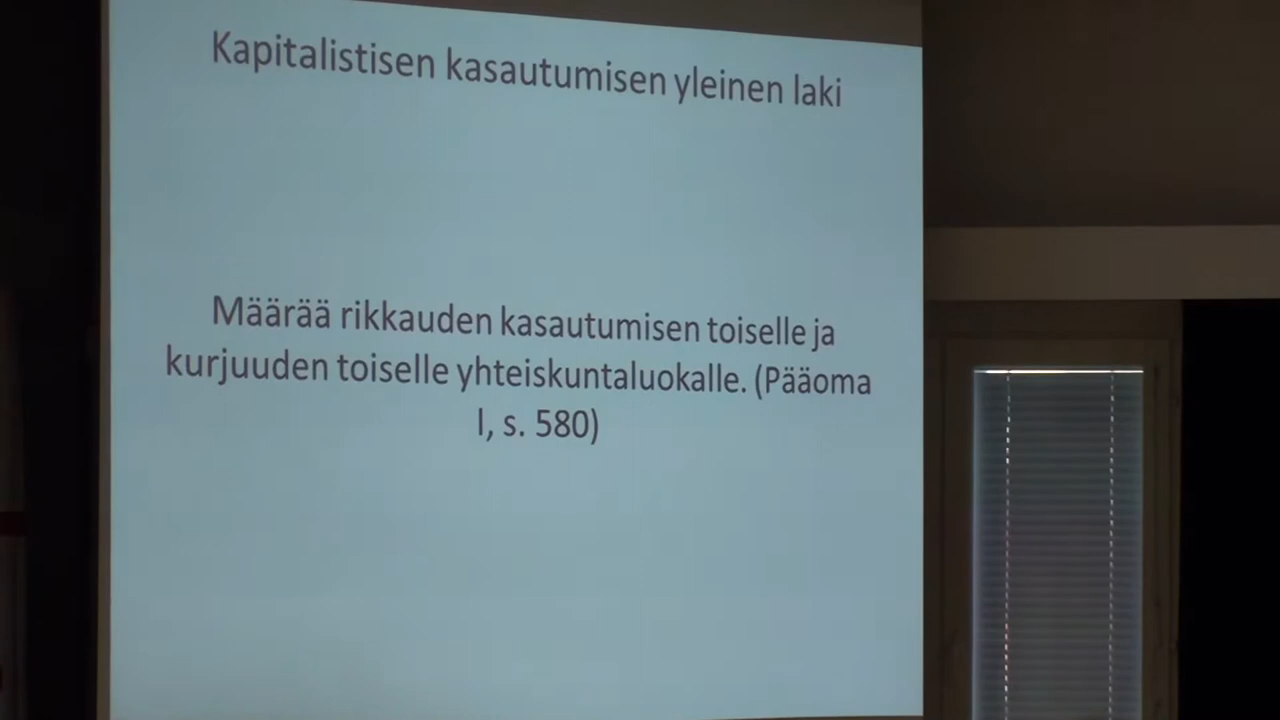 Kapitalistisen kasautumisen yleinen laki
Määrää rikkauden kasautumisen toiselle ja
kurjuuden toiselle yhteiskuntaluokalle. (Pääoma
I, s. 580)